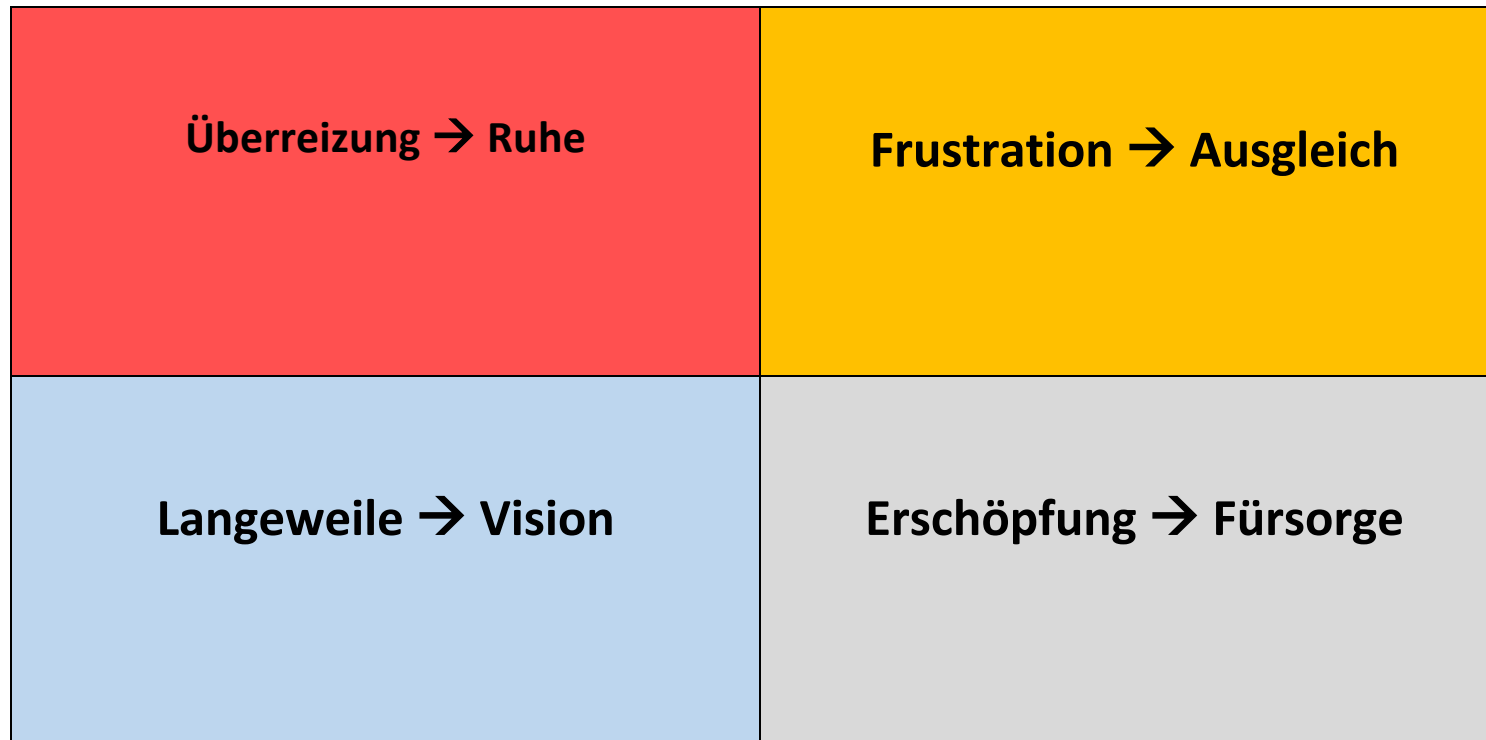 Überreizung → Ruhe
Frustration → Ausgleich
Langeweile → Vision
Erschöpfung → Fürsorge